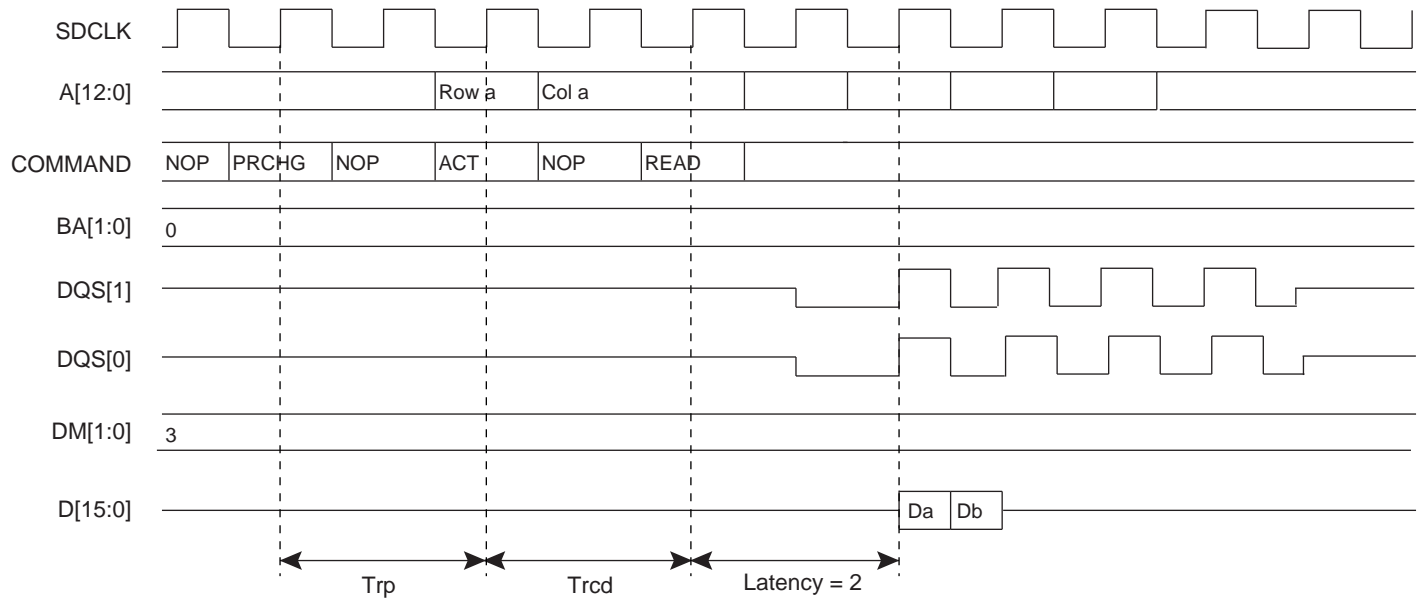 SDCLK
A[12:0] Row a Col a
COMMAND NOP PRCHG NOP ACT NOP READ
BA[1:0] 0
DQS[1]
DQS[0]
DM[1:0] 3
D[15:0] Da Db
Trp Trcd Latency = 2